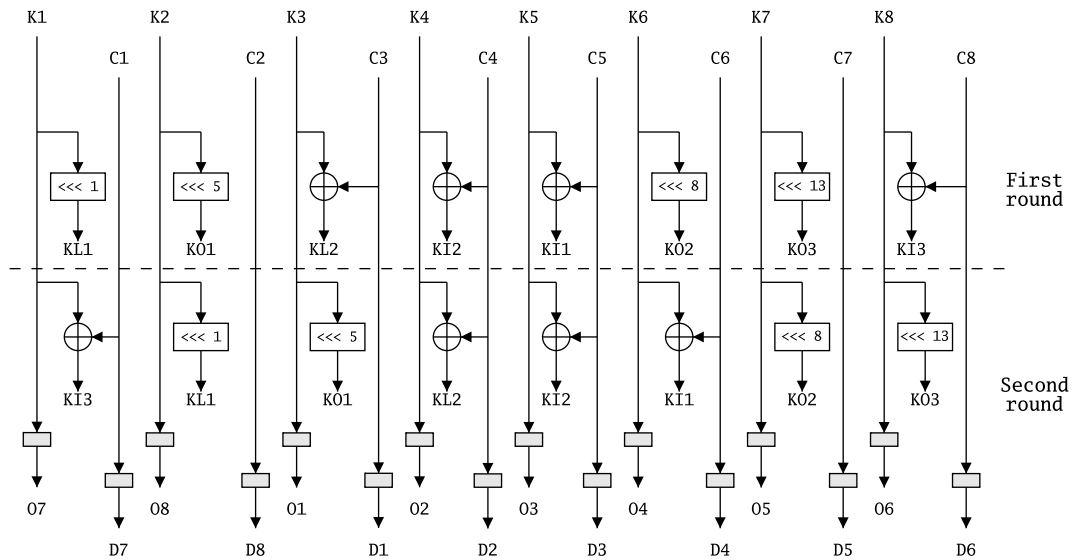 K1 K2 K3 K4 K5 K6 K7 K8
C1 C2 C3 C4 C5 C6 C7 C8
<<< 1 <<< 5 <<< 8 <<< 13
First
round
KL1 KO1 KL2 KI2 KI1 KO2 KO3 KI3
<<< 1 <<< 5 <<< 8 <<< 13
KI3 KL1 KO1 KL2 KI2 KI1 KO2 KO3
Second
round
O7 O8 O1 O2 O3 O4 O5 O6
D7 D8 D1 D2 D3 D4 D5 D6